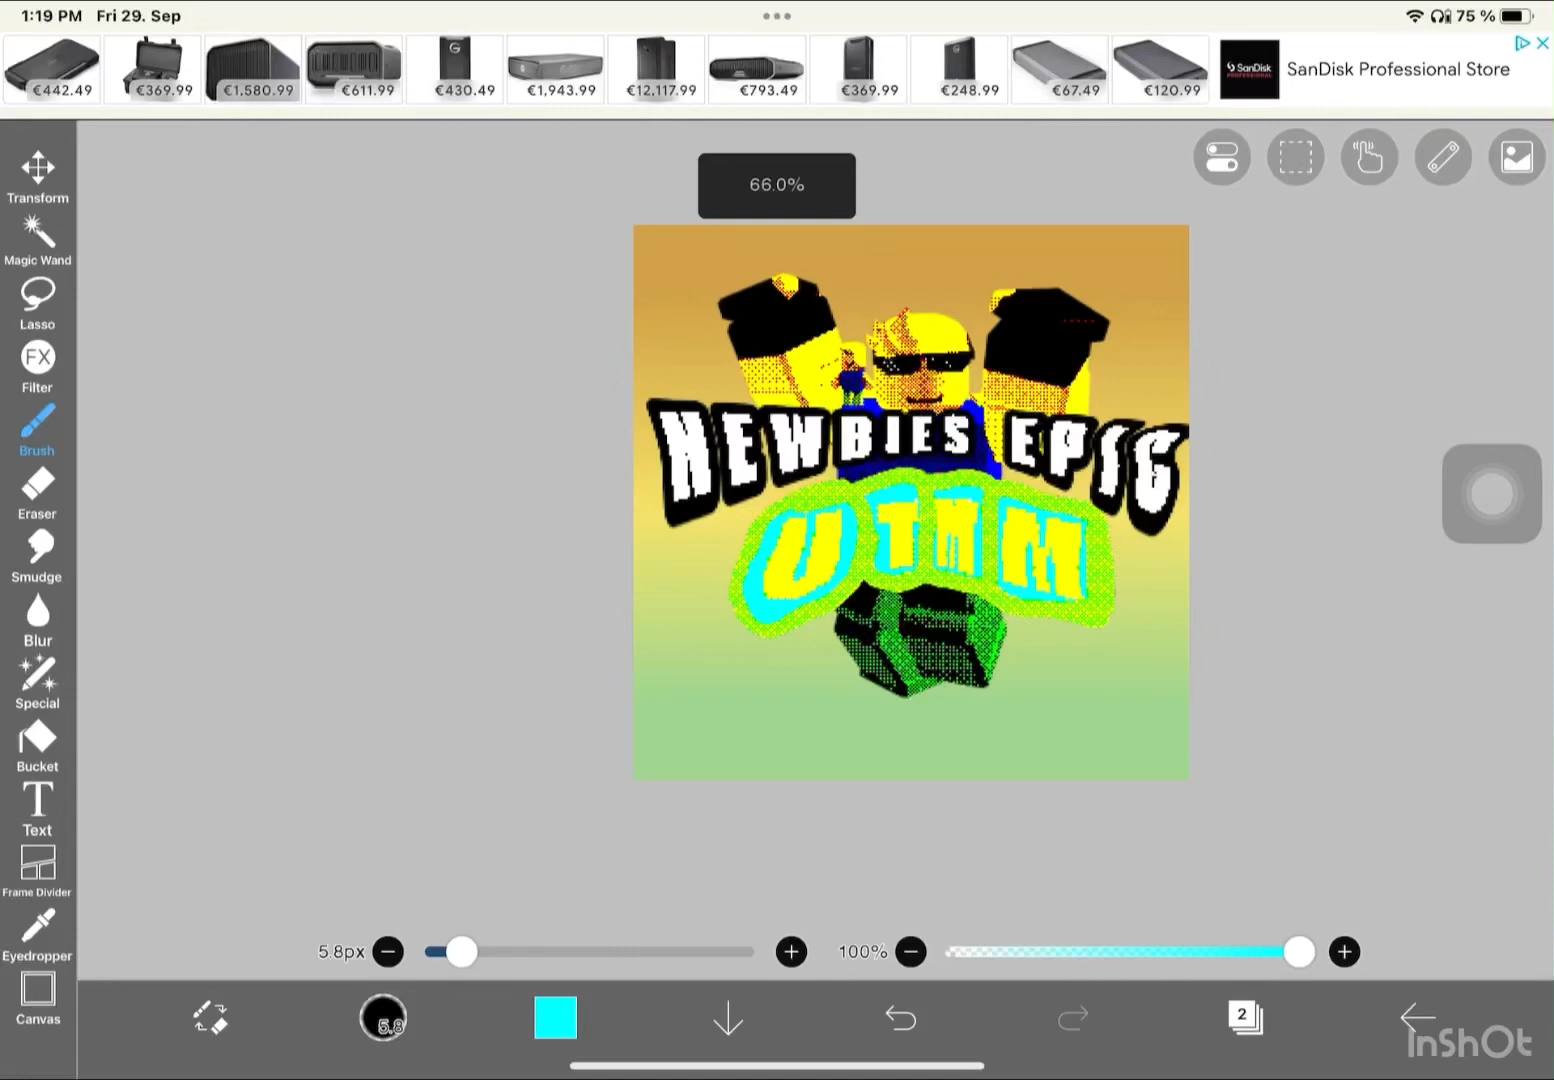 1:19 PM Fri 29. Sep
75 %
€442.49
€369.99
€1,580.99
€611.99
€430.49
€1,943.99
€12,117.99
€793.49
€369.99
€248.99
€67.49
€120.99
SanDisk
PROFESSIONAL
SanDisk Professional Store
66.0%
Transform
Magic Wand
Lasso
FX
Filter
Brush
Eraser
Smudge
Blur
Special
Bucket
T
Text
Frame Divider
Eyedropper
Canvas
NEWBIES EPIC
UTMM
5.8px
100%
5.8
2
InShOt